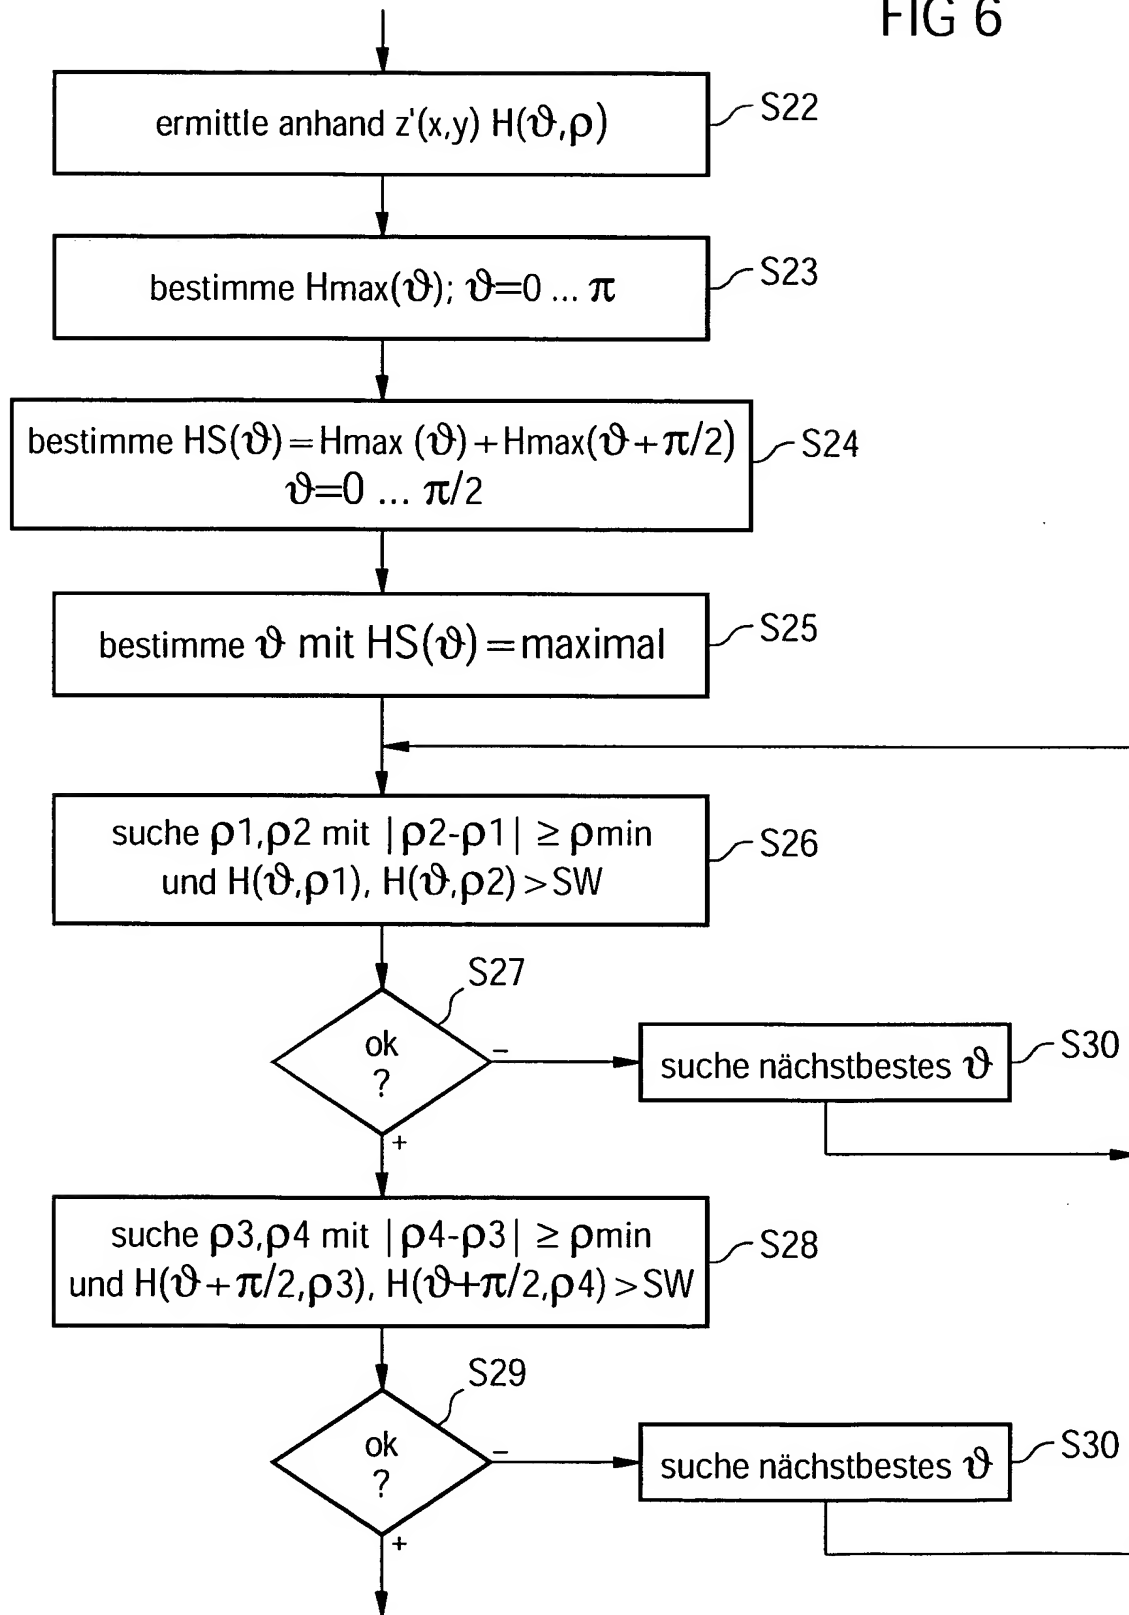 FIG 6
ermittle anhand z'(x,y) H(ϑ,ρ)
S22
bestimme Hmax(ϑ); ϑ=0 ... π
S23
bestimme HS(ϑ)=Hmax (ϑ)+Hmax(ϑ+π/2)
ϑ=0 ... π/2
S24
bestimme ϑ mit HS(ϑ)=maximal
S25
suche ρ1,ρ2 mit |ρ2-ρ1| ≥ ρmin
und H(ϑ,ρ1), H(ϑ,ρ2)>SW
S26
S27
ok
?
–
+
suche nächstbestes ϑ
S30
suche ρ3,ρ4 mit |ρ4-ρ3| ≥ ρmin
und H(ϑ+π/2,ρ3), H(ϑ+π/2,ρ4)>SW
S28
S29
ok
?
–
+
suche nächstbestes ϑ
S30